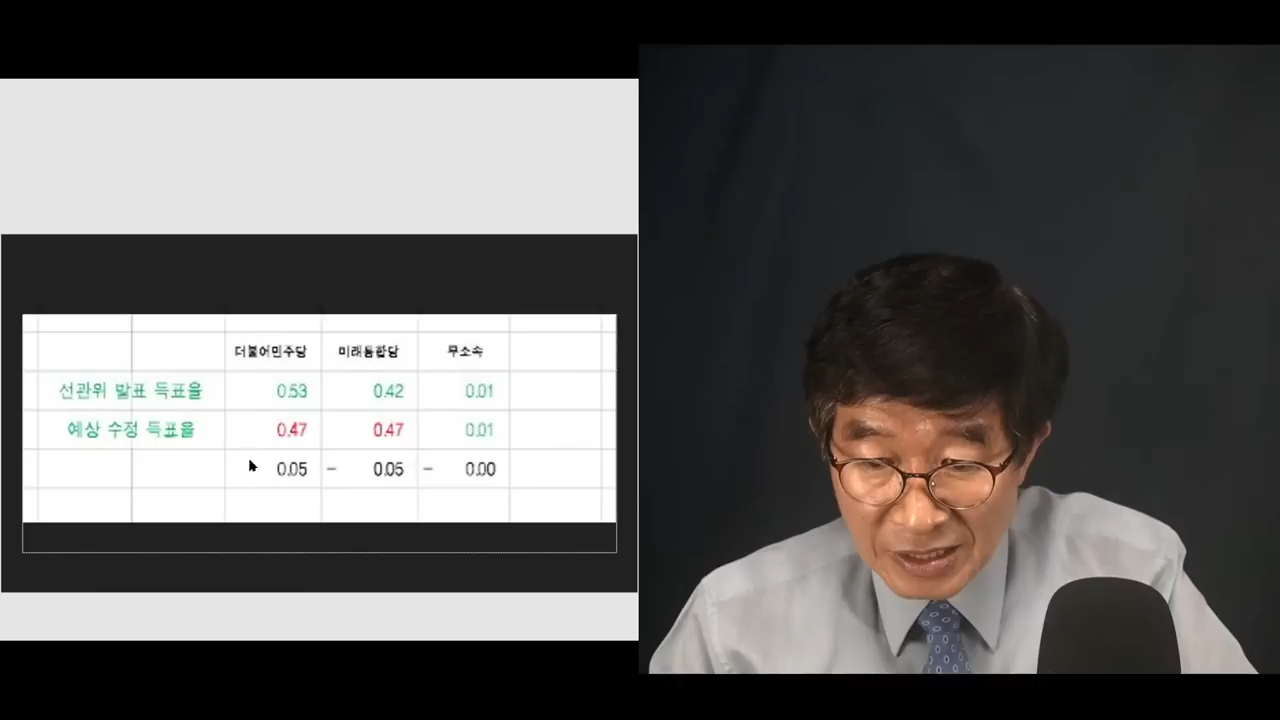 더불어민주당 미래통합당 무소속
선관위 발표 득표율 0.53 0.42 0.01
예상 수정 득표율 0.47 0.47 0.01
0.05 - 0.05 - 0.00